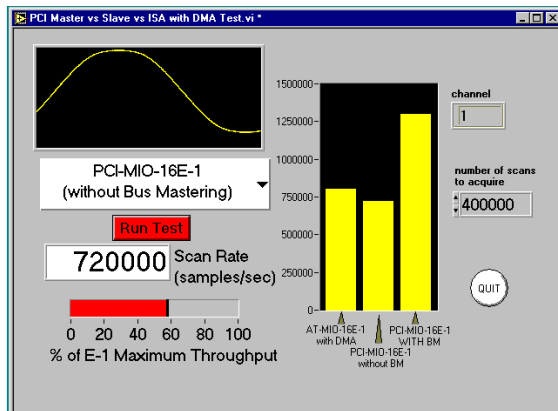 PCI Master vs Slave vs ISA with DMA Test.vi *
PCI-MIO-16E-1
(without Bus Mastering)
Run Test
720000
Scan Rate
(samples/sec)
0 20 40 60 80 100
% of E-1 Maximum Throughput
1500000
1250000
1000000
750000
500000
250000
0
AT-MIO-16E-1
with DMA
PCI-MIO-16E-1
without BM
PCI-MIO-16E-1
WITH BM
channel
1
number of scans
to acquire
400000
QUIT